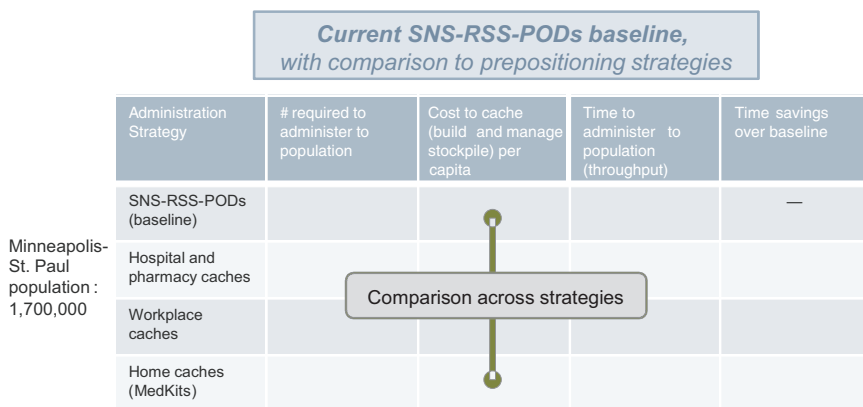 Current SNS-RSS-PODs baseline,
with comparison to prepositioning strategies
Administration
Strategy
# required to
administer to
population
Cost to cache
(build and manage
stockpile) per
capita
Time to
administer to
population
(throughput)
Time savings
over baseline
Minneapolis-
St. Paul
population :
1,700,000
SNS-RSS-PODs
(baseline)
—
Hospital and
pharmacy caches
Comparison across strategies
Workplace
caches
Home caches
(MedKits)